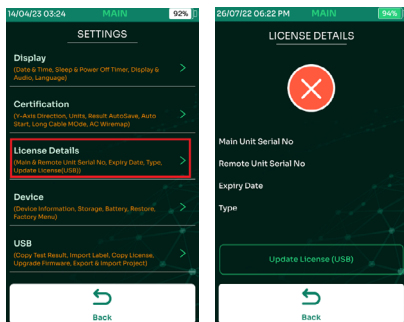 14/04/23 03:24 MAIN 92%
SETTINGS
Display
(Date & Time, Sleep & Power Off Timer, Display &
Audio, Language)
Certification
(Y-Axis Direction, Units, Result AutoSave, Auto
Start, Long Cable MOde, AC Wiremap)
License Details
(Main & Remote Unit Serial No, Expiry Date, Type,
Update License(USB))
Device
(Device Information, Storage, Battery, Restore,
Factory Menu)
USB
(Copy Test Result, Import Label, Copy License,
Upgrade Firmware, Export & Import Project)
Back
26/07/22 06:22 PM MAIN 94%
LICENSE DETAILS
Main Unit Serial No
Remote Unit Serial No
Expiry Date
Type
Update License (USB)
Back